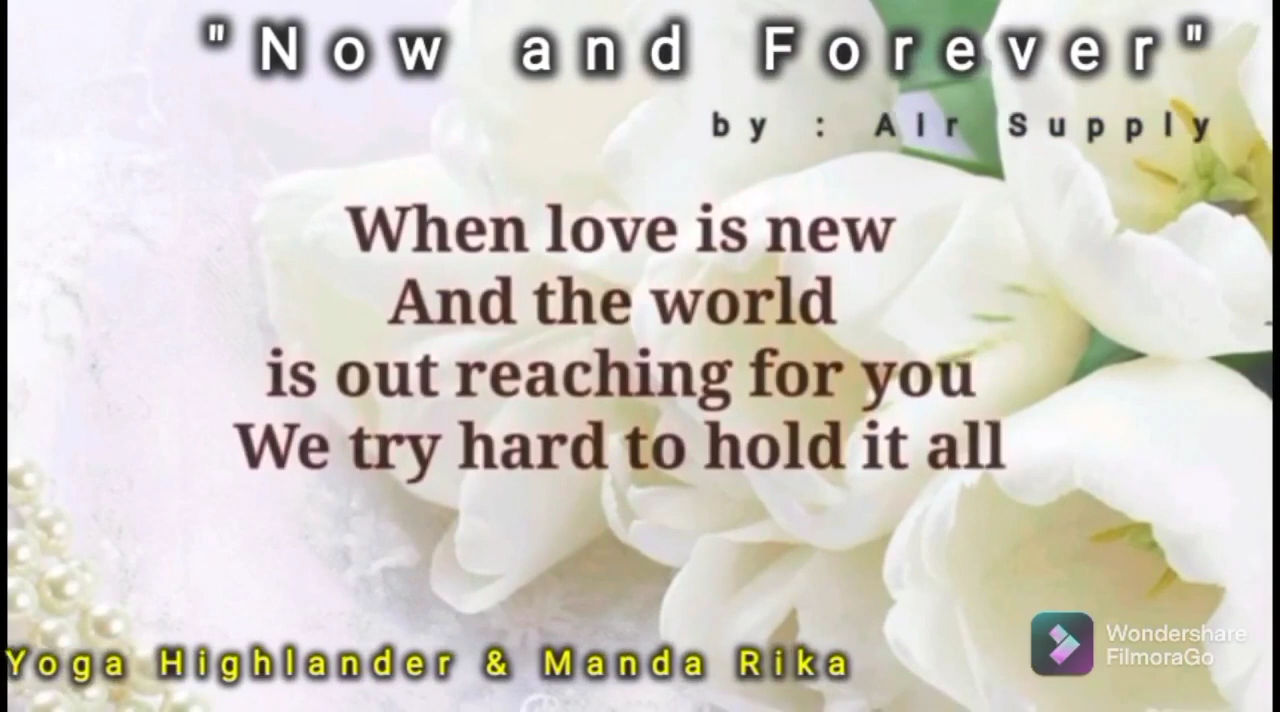 "Now and Forever"
by : Air Supply
When love is new
And the world
is out reaching for you
We try hard to hold it all
Yoga Highlander & Manda Rika
Wondershare
FilmoraGo